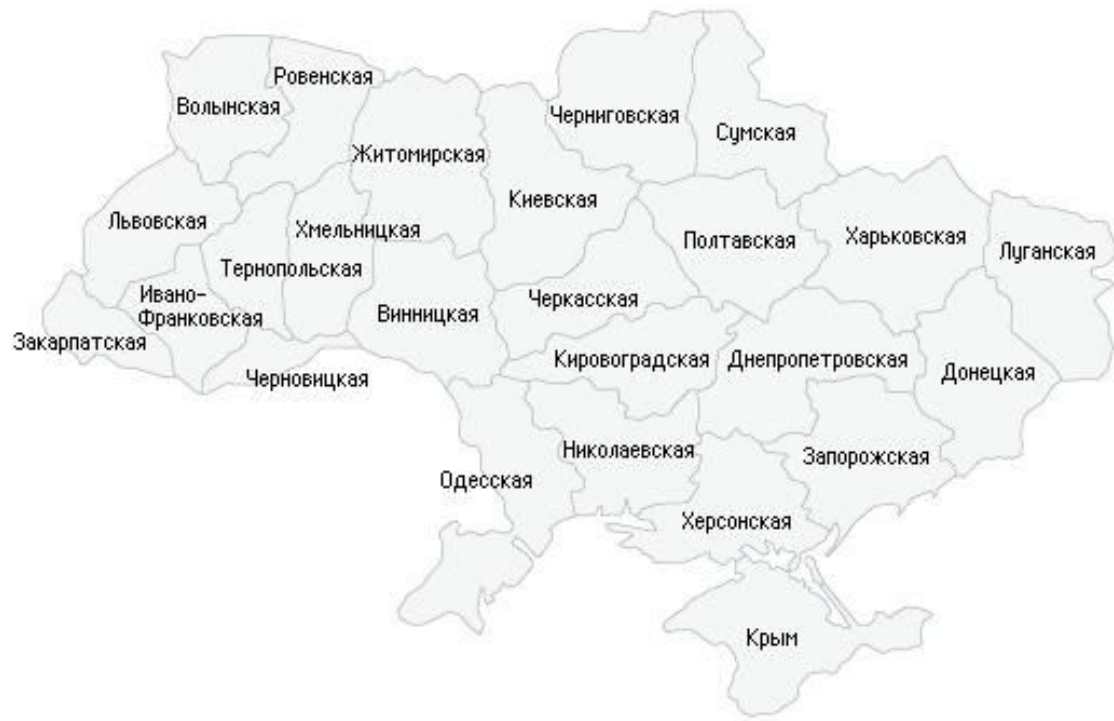 Ровенская
Волынская
Черниговская
Сумская
Житомирская
Киевская
Львовская
Хмельницкая
Полтавская
Харьковская
Луганская
Тернопольская
Ивано-
Франковская
Черкасская
Винницкая
Закарпатская
Кировоградская
Днепропетровская
Донецкая
Черновицкая
Николаевская
Запорожская
Одесская
Херсонская
Крым